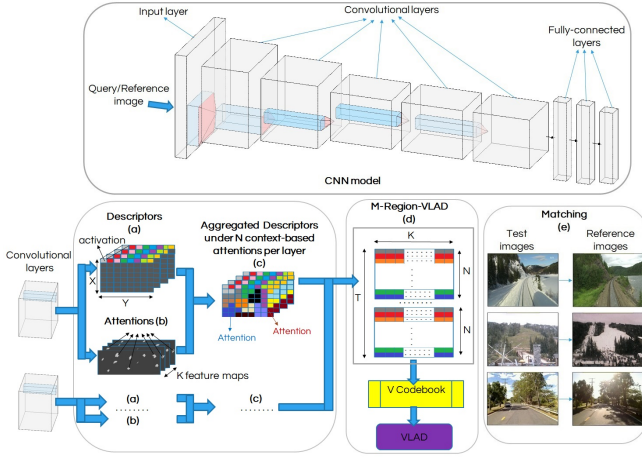 Input layer
Convolutional layers
Fully-connected
layers
Query/Reference
image
CNN model
Descriptors
(a)
activation
X
Y
Convolutional
layers
Attentions (b)
K feature maps
(a)
(b)
Aggregated Descriptors
under N context-based
attentions per layer
(c)
Attention
Attention
(c)
M-Region-VLAD
(d)
K
N
T
N
V Codebook
VLAD
Matching
(e)
Test
images
Reference
images